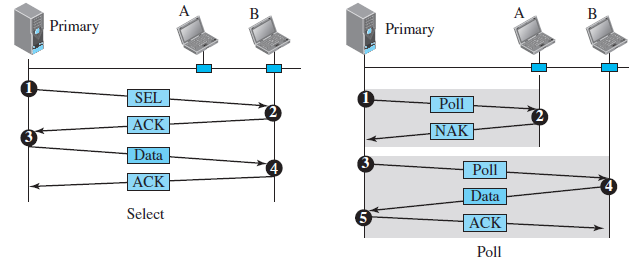 Primary
A
B
1
SEL
2
ACK
3
Data
4
ACK
Select
Primary
A
B
1
Poll
2
NAK
3
Poll
4
Data
5
ACK
Poll